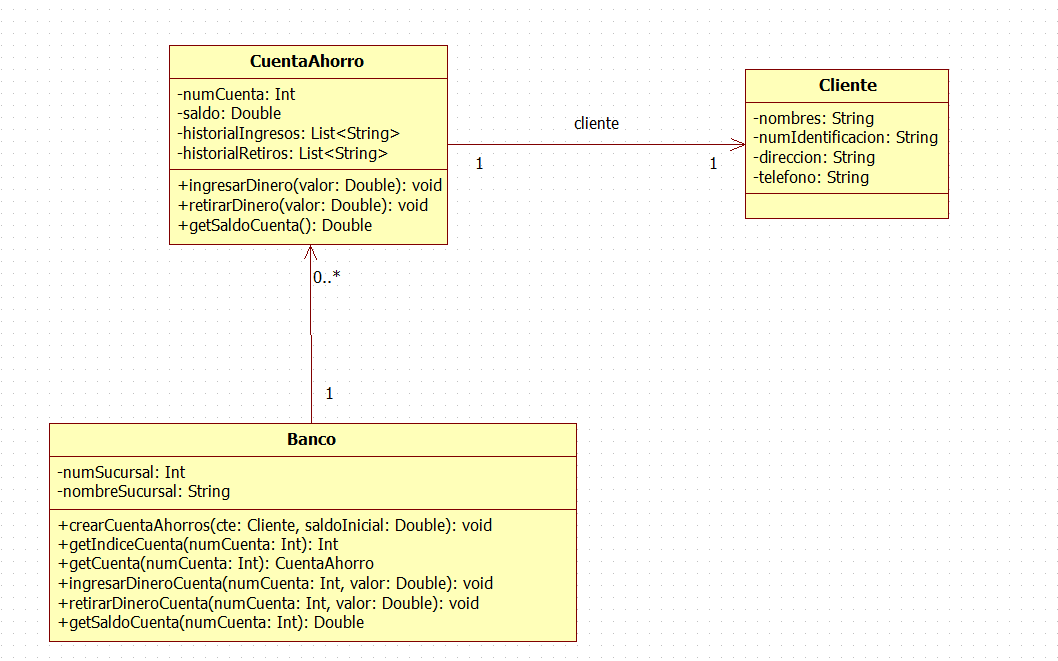 CuentaAhorro
-numCuenta: Int
-saldo: Double
-historialIngresos: List<String>
-historialRetiros: List<String>
+ingresarDinero(valor: Double): void
+retirarDinero(valor: Double): void
+getSaldoCuenta(): Double
cliente
1
1
Cliente
-nombres: String
-numIdentificacion: String
-direccion: String
-telefono: String
0..*
1
Banco
-numSucursal: Int
-nombreSucursal: String
+crearCuentaAhorros(cte: Cliente, saldoInicial: Double): void
+getIndiceCuenta(numCuenta: Int): Int
+getCuenta(numCuenta: Int): CuentaAhorro
+ingresarDineroCuenta(numCuenta: Int, valor: Double): void
+retirarDineroCuenta(numCuenta: Int, valor: Double): void
+getSaldoCuenta(numCuenta: Int): Double